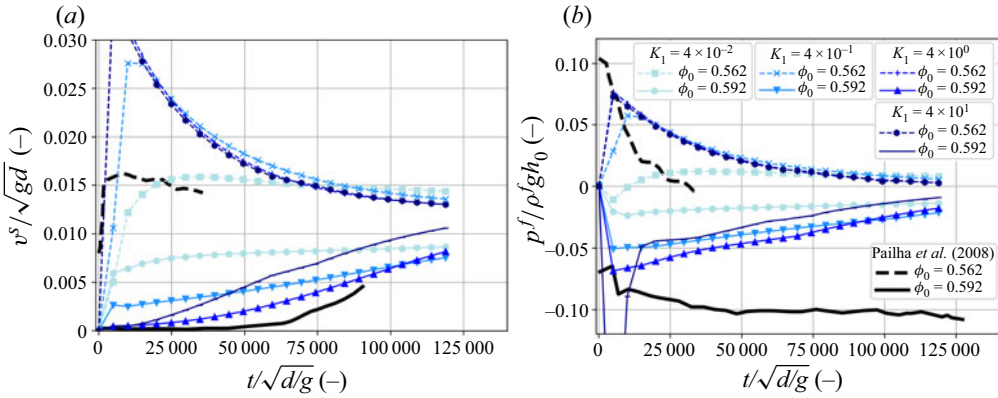 (a)
0.030
0.025
0.020
0.015
0.010
0.005
0
v^s/√gd (–)
0 25 000 50 000 75 000 100 000 125 000
t/√d/g (–)
(b)
0.10
0.05
0
−0.05
−0.10
p^f/ρ^f gh_0 (–)
K_1 = 4 × 10^−2
ϕ_0 = 0.562
ϕ_0 = 0.592
K_1 = 4 × 10^−1
ϕ_0 = 0.562
ϕ_0 = 0.592
K_1 = 4 × 10^0
ϕ_0 = 0.562
ϕ_0 = 0.592
K_1 = 4 × 10^1
ϕ_0 = 0.562
0.592
Pailha et al. (2008)
ϕ_0 = 0.562
ϕ_0 = 0.592
0 25 000 50 000 75 000 100 000 125 000
t/√d/g (–)